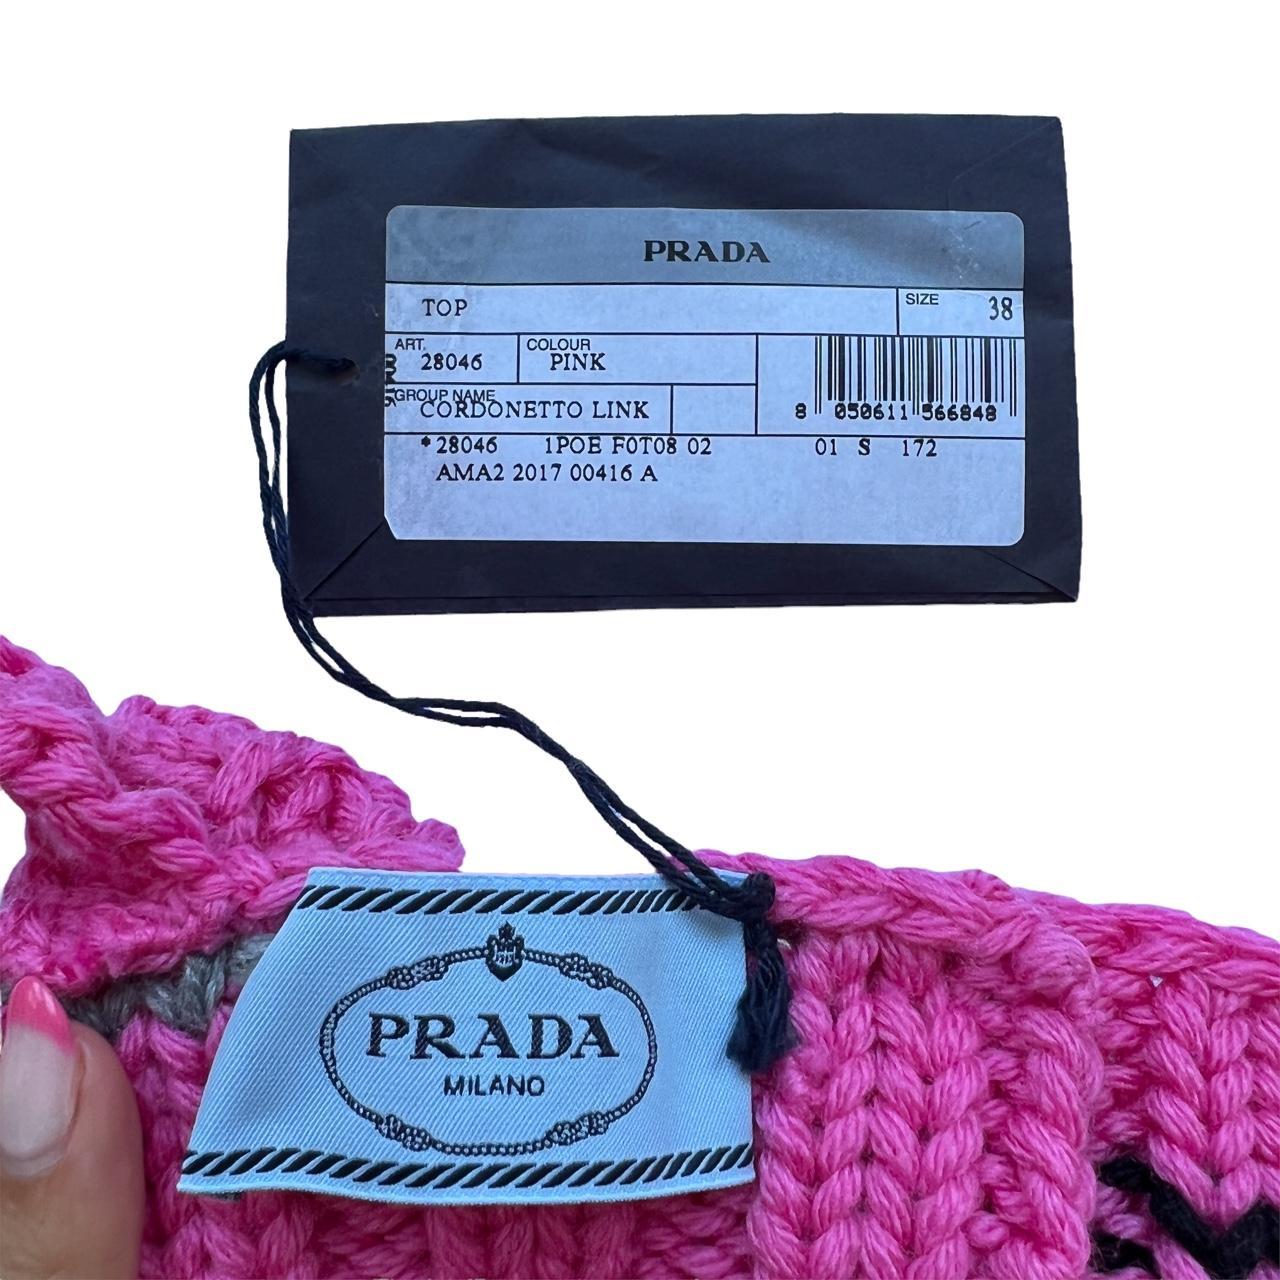 PRADA
TOP SIZE 38
ART. 28046 COLOUR PINK
GROUP NAME
CORDONETTO LINK
8 050611 566848
*28046 1POE F0T08 02 01 S 172
AMA2 2017 00416 A
PRADA
MILANO